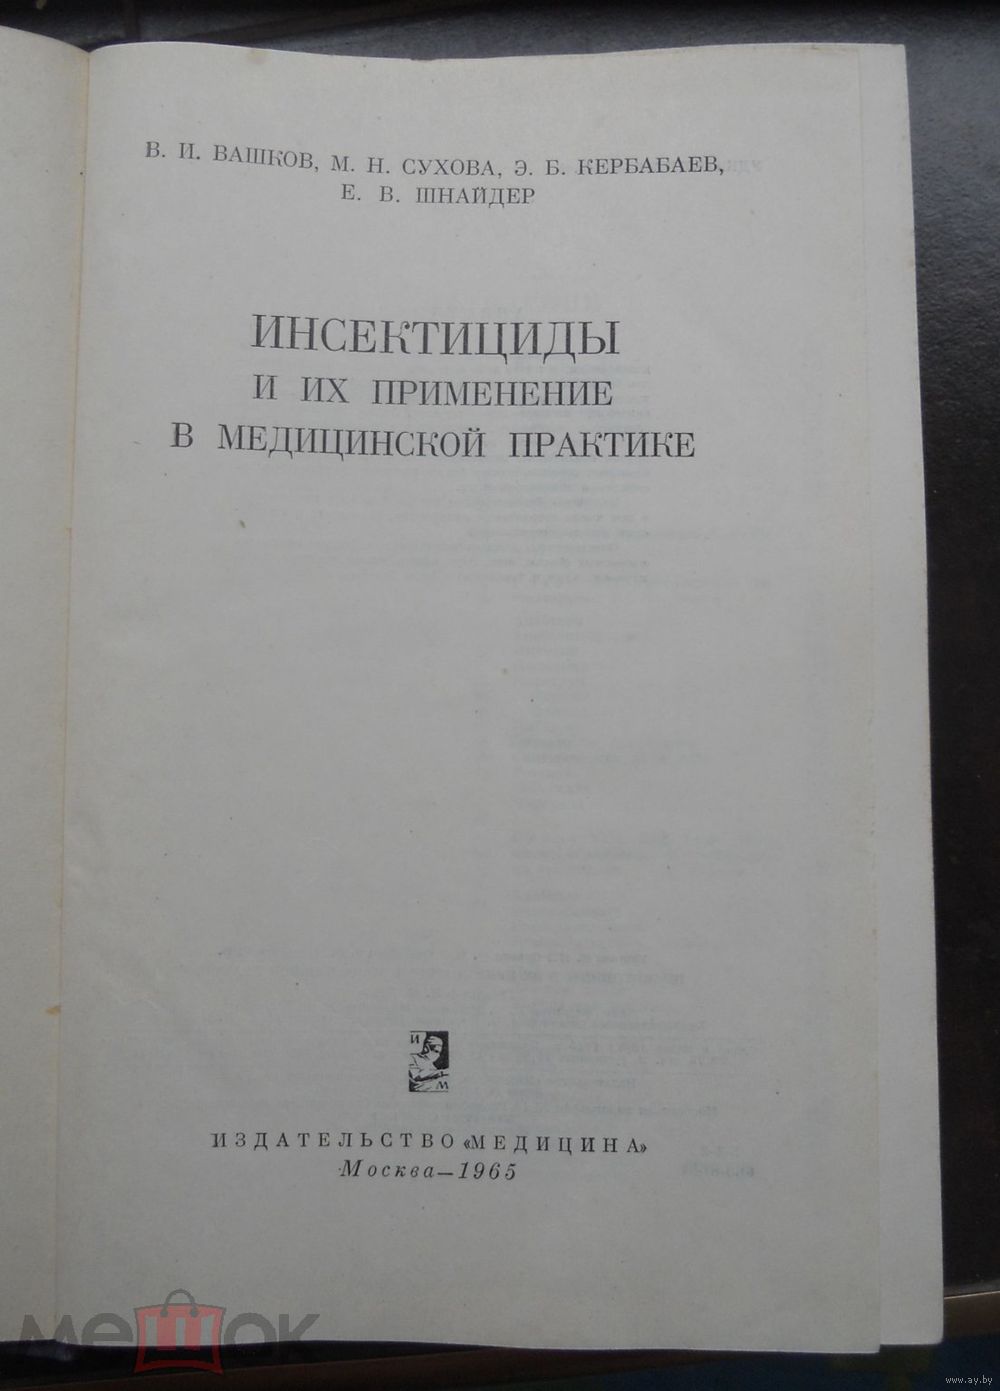 В. И. ВАШКОВ, М. Н. СУХОВА, Э. Б. КЕРБАБАЕВ,
Е. В. ШНАЙДЕР
ИНСЕКТИЦИДЫ
И ИХ ПРИМЕНЕНИЕ
В МЕДИЦИНСКОЙ ПРАКТИКЕ
И
М
ИЗДАТЕЛЬСТВО «МЕДИЦИНА»
Москва—1965
мешок
www.ay.by